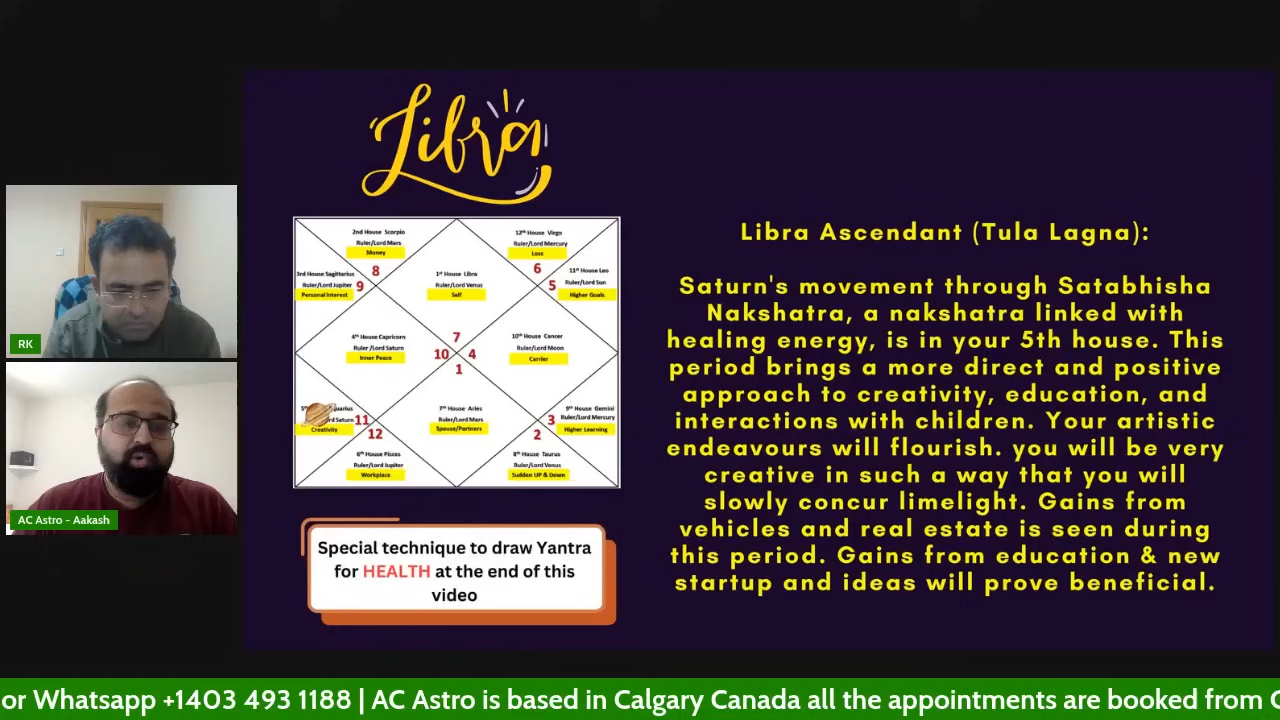 Libra
2nd House Scorpio
Ruler/Lord Mars
Money
12th House Virgo
Ruler/Lord Mercury
Loss
3rd House Sagittarius
Ruler/Lord Jupiter
Personal Interest
8
9
1st House Libra
Ruler/Lord Venus
Self
6
5
11th House Leo
Ruler/Lord Sun
Higher Goals
4th House Capricorn
Ruler/Lord Saturn
Inner Peace
7
10 4
1
10th House Cancer
Ruler/Lord Moon
Carrier
Saturn
Creativity
11
12
7th House Aries
Ruler/Lord Mars
Spouse/Partners
3
2
9th House Gemini
Ruler/Lord Mercury
Higher Learning
6th House Pisces
Ruler/Lord Jupiter
Workplace
8th House Taurus
Ruler/Lord Venus
Sudden UP & Down
Special technique to draw Yantra
for HEALTH at the end of this
video
Libra Ascendant (Tula Lagna):
Saturn's movement through Satabhisha
Nakshatra, a nakshatra linked with
healing energy, is in your 5th house. This
period brings a more direct and positive
approach to creativity, education, and
interactions with children. Your artistic
endeavours will flourish. you will be very
creative in such a way that you will
slowly concur limelight. Gains from
vehicles and real estate is seen during
this period. Gains from education & new
startup and ideas will prove beneficial.
RK
AC Astro - Aakash
or Whatsapp +1403 493 1188 | AC Astro is based in Calgary Canada all the appointments are booked from